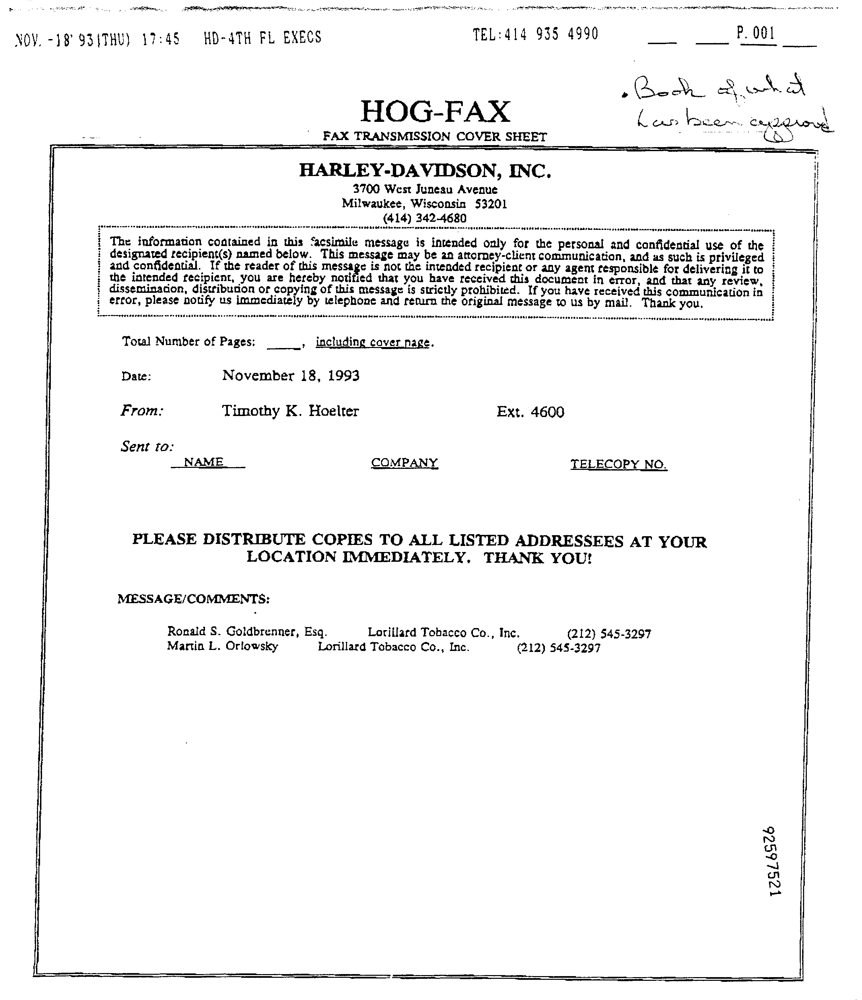 NOV. -18' 93(THU) 17:45 HD-4TH FL EXECS TEL:414 935 4990 P. 001
. Book of what
has been approved
HOG-FAX
FAX TRANSMISSION COVER SHEET
HARLEY-DAVIDSON, INC.
3700 West Juneau Avenue
Milwaukee, Wisconsin 53201
(414) 342-4680
The information contained in this facsimile message is intended only for the personal and confidential use of the
designated recipient(s) named below. This message may be an attorney-client communication, and as such is privileged
and confidential. If the reader of this message is not the intended recipient or any agent responsible for delivering it to
the intended recipient, you are hereby notified that you have received this document in error, and that any review,
dissemination, distribution or copying of this message is strictly prohibited. If you have received this communication in
error, please notify us immediately by telephone and return the original message to us by mail. Thank you.
Total Number of Pages: ____, including cover page.
Date: November 18, 1993
From: Timothy K. Hoelter Ext. 4600
Sent to:
NAME COMPANY TELECOPY NO.
PLEASE DISTRIBUTE COPIES TO ALL LISTED ADDRESSEES AT YOUR
LOCATION IMMEDIATELY. THANK YOU!
MESSAGE/COMMENTS:
Ronald S. Goldbrenner, Esq. Lorillard Tobacco Co., Inc. (212) 545-3297
Martin L. Orlowsky Lorillard Tobacco Co., Inc. (212) 545-3297
92597521